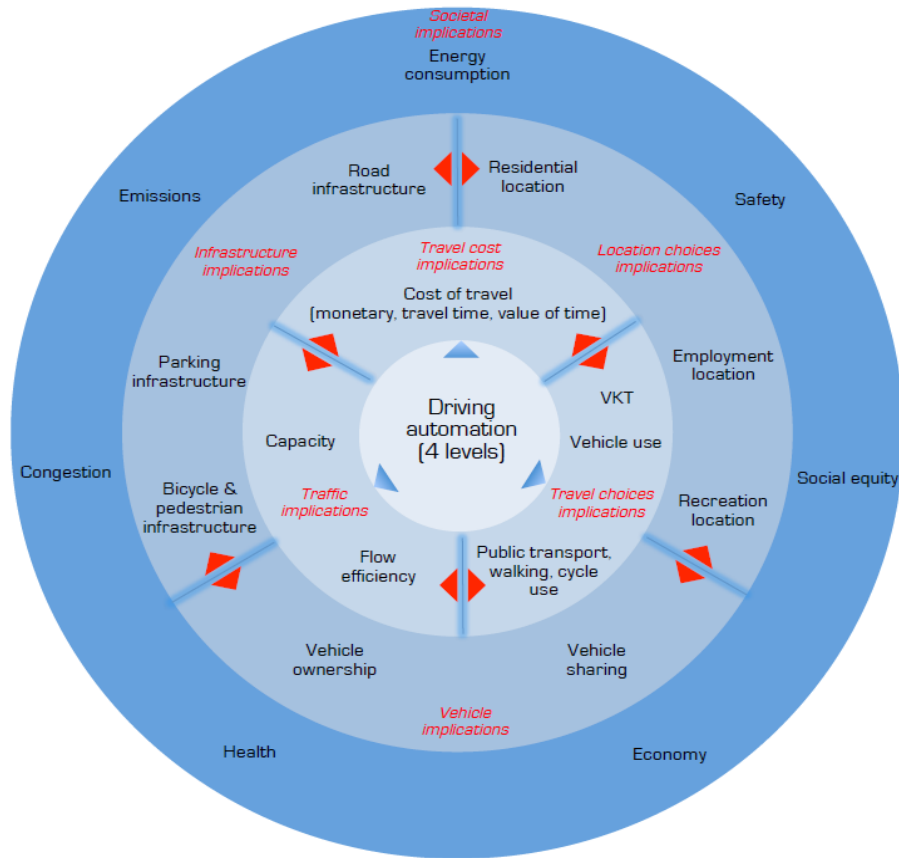 Societal
implications
Energy
consumption
Road
infrastructure
Residential
location
Emissions
Safety
Infrastructure
implications
Travel cost
implications
Location choices
implications
Cost of travel
(monetary, travel time, value of time)
Parking
infrastructure
Employment
location
Driving
automation
(4 levels)
VKT
Capacity
Vehicle use
Congestion
Social equity
Bicycle &
pedestrian
infrastructure
Traffic
implications
Travel choices
implications
Recreation
location
Flow
efficiency
Public transport,
walking, cycle
use
Vehicle
ownership
Vehicle
sharing
Vehicle
implications
Health
Economy